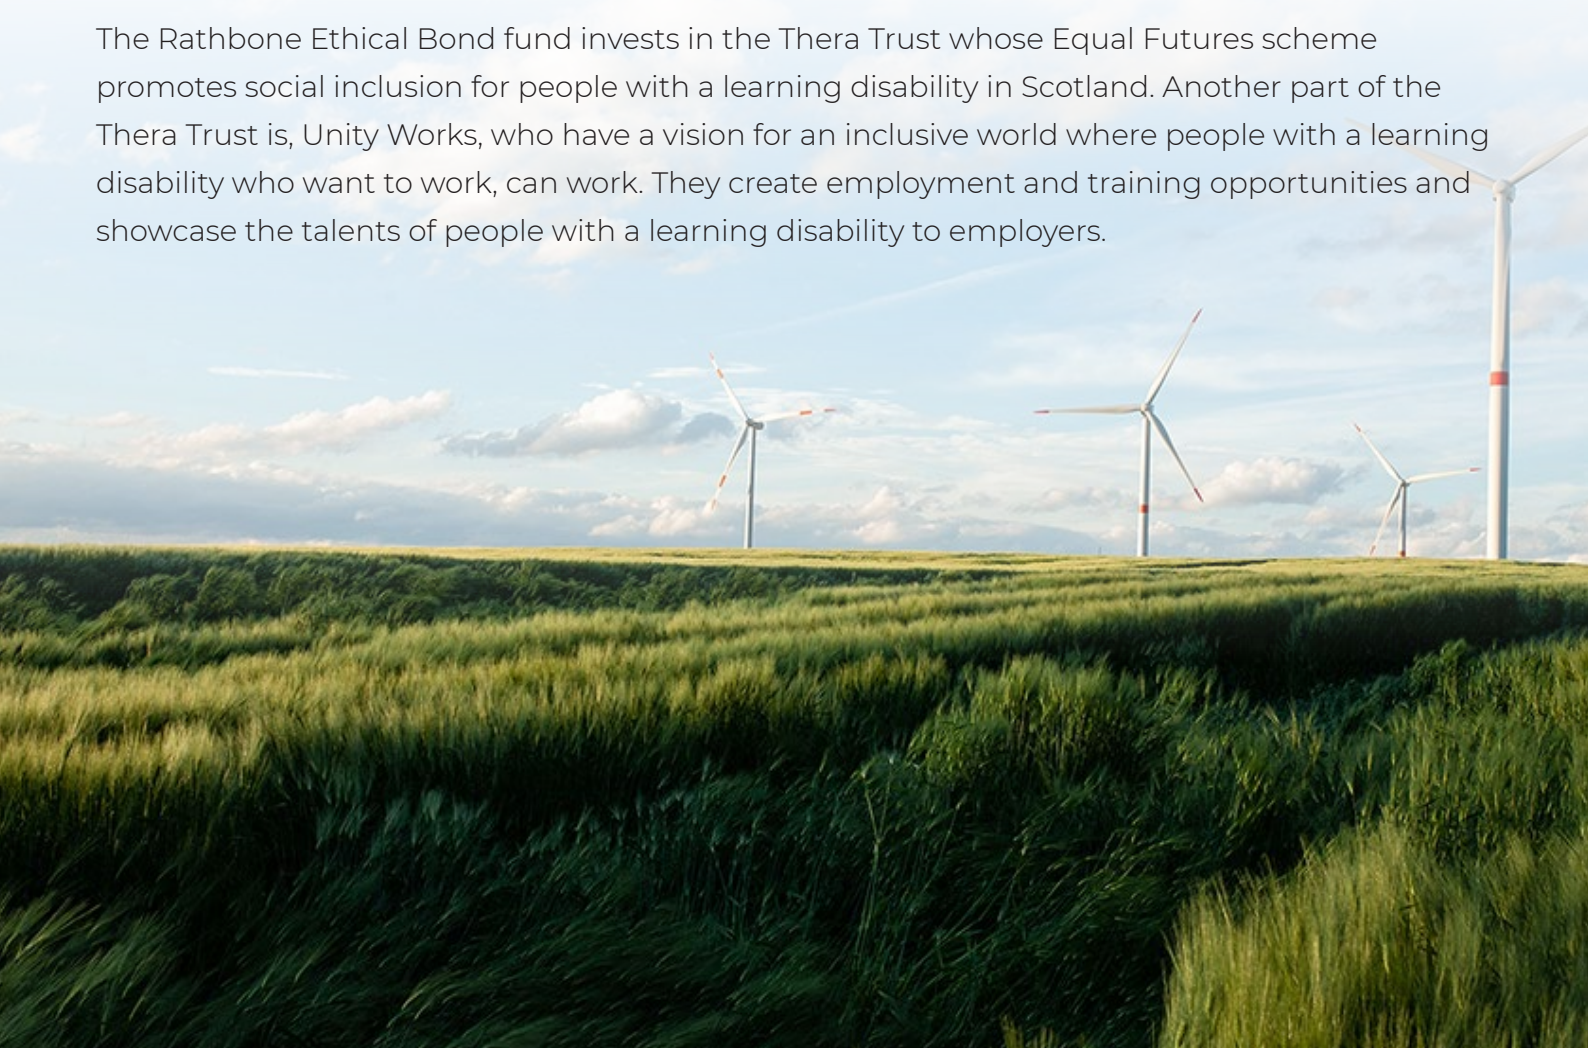 The Rathbone Ethical Bond fund invests in the Thera Trust whose Equal Futures scheme
promotes social inclusion for people with a learning disability in Scotland. Another part of the
Thera Trust is, Unity Works, who have a vision for an inclusive world where people with a learning
disability who want to work, can work. They create employment and training opportunities and
showcase the talents of people with a learning disability to employers.